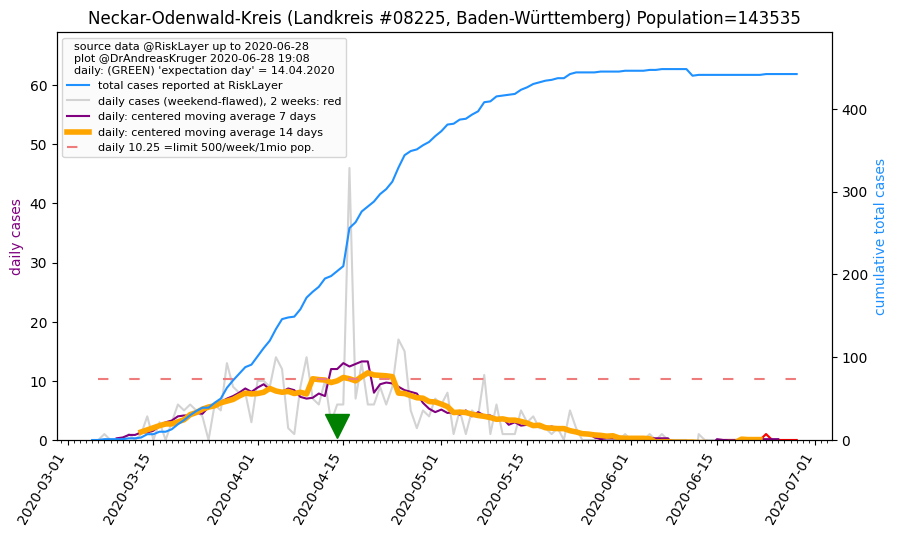 Neckar-Odenwald-Kreis (Landkreis #08225, Baden-Württemberg) Population=143535
source data @RiskLayer up to 2020-06-28
plot @DrAndreasKruger 2020-06-28 19:08
daily: (GREEN) 'expectation day' = 14.04.2020
total cases reported at RiskLayer
daily cases (weekend-flawed), 2 weeks: red
daily: centered moving average 7 days
daily: centered moving average 14 days
daily 10.25 =limit 500/week/1mio pop.
daily cases
0
10
20
30
40
50
60
cumulative total cases
0
100
200
300
400
2020-03-01
2020-03-15
2020-04-01
2020-04-15
2020-05-01
2020-05-15
2020-06-01
2020-06-15
2020-07-01